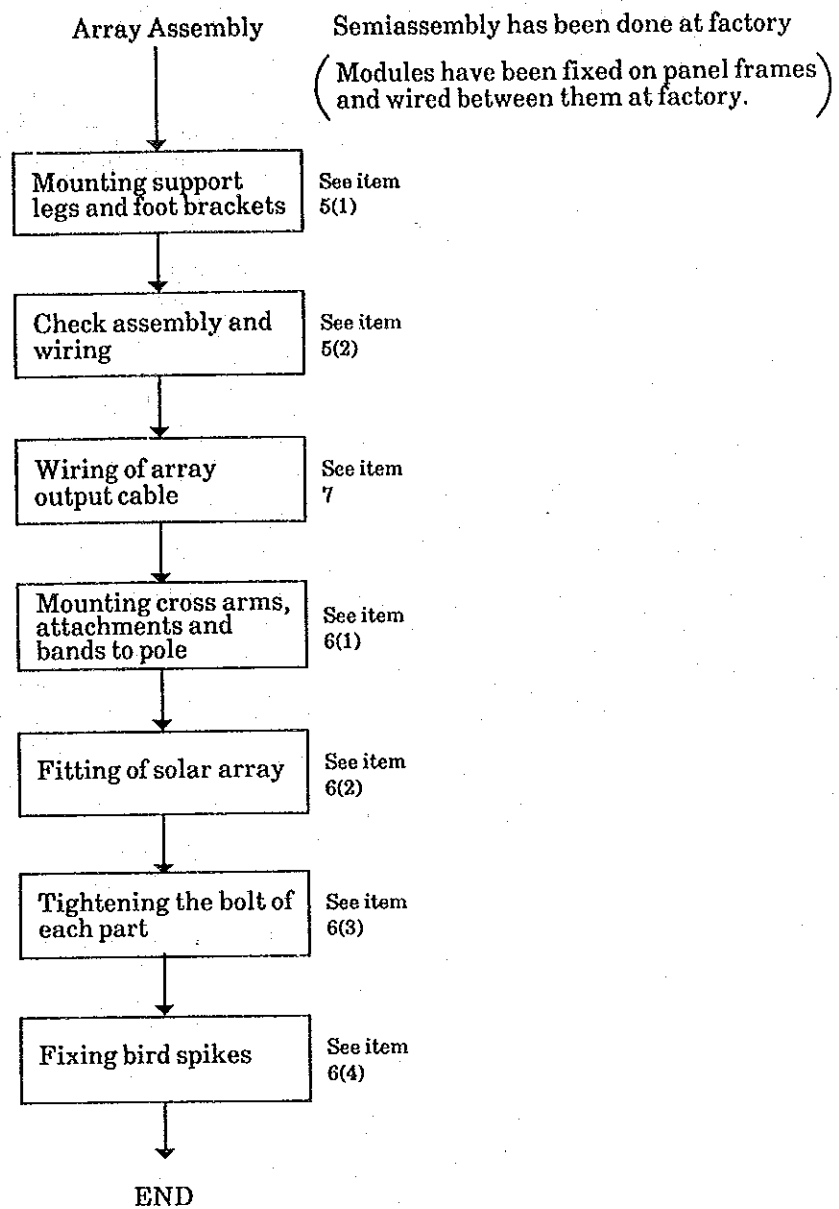 Array Assembly
Semiassembly has been done at factory
(Modules have been fixed on panel frames
and wired between them at factory.)
Mounting support
legs and foot brackets
See item
5(1)
Check assembly and
wiring
See item
5(2)
Wiring of array
output cable
See item
7
Mounting cross arms,
attachments and
bands to pole
See item
6(1)
Fitting of solar array
See item
6(2)
Tightening the bolt of
each part
See item
6(3)
Fixing bird spikes
See item
6(4)
END